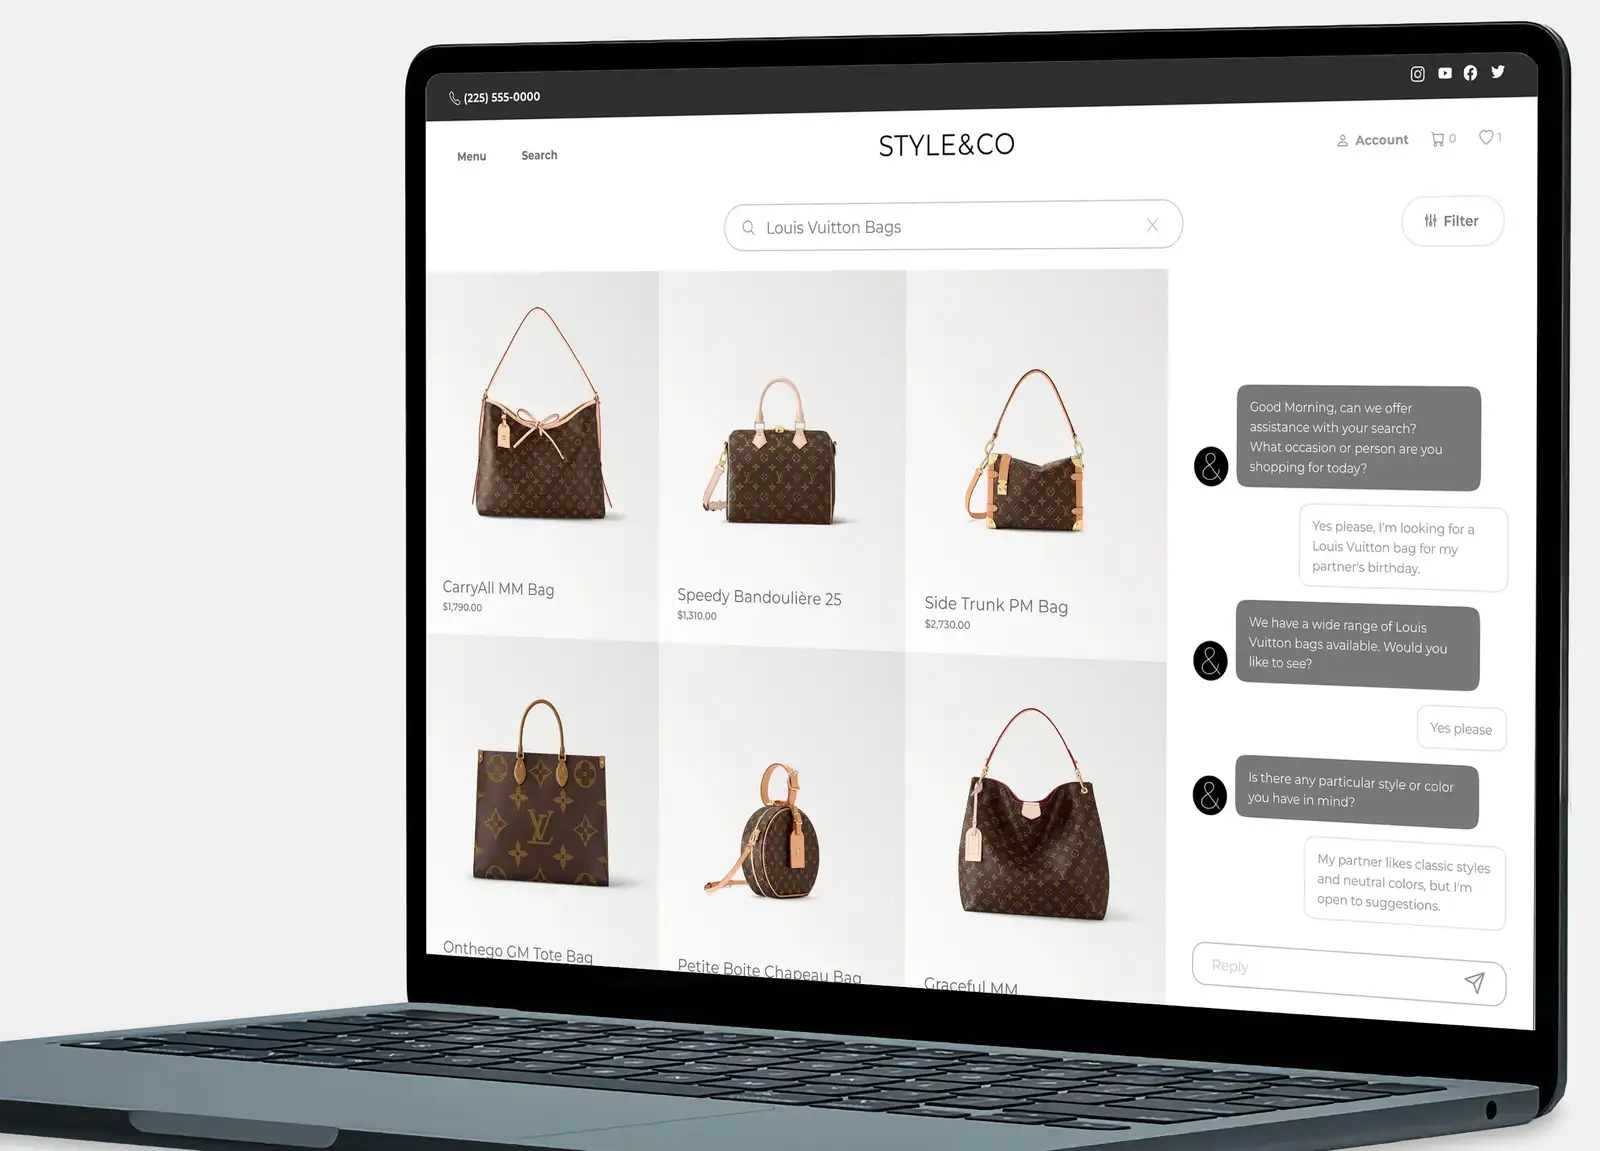 (225) 555-0000
Menu
Search
STYLE&CO
Account
0
1
Louis Vuitton Bags
Filter
CarryAll MM Bag
$1,790.00
Speedy Bandoulière 25
$1,310.00
Side Trunk PM Bag
$2,730.00
Onthego GM Tote Bag
Petite Boite Chapeau Bag
Graceful MM
Good Morning, can we offer
assistance with your search?
What occasion or person are you
shopping for today?
&
Yes please, I'm looking for a
Louis Vuitton bag for my
partner's birthday.
We have a wide range of Louis
Vuitton bags available. Would you
like to see?
&
Yes please
Is there any particular style or color
you have in mind?
&
My partner likes classic styles
and neutral colors, but I'm
open to suggestions.
Reply